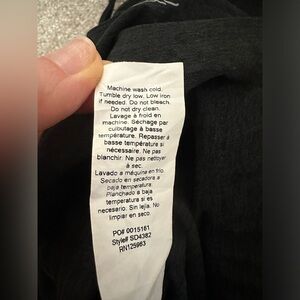 Machine wash cold.
Tumble dry low. Low iron
if needed. Do not bleach.
Do not dry clean.
Lavage à froid en
machine. Séchage par
culbutage à basse
température. Repasser à
basse température si
nécessaire. Ne pas
blanchir. Ne pas nettoyer
à sec.
Lavado a máquina en frio.
Secado en secadora a
baja temperatura.
Planchado a baja
temperatura si es
necesario. Sin lejia. No
limpiar en seco.
PO# 0015161
Style# SD4382
RN125963